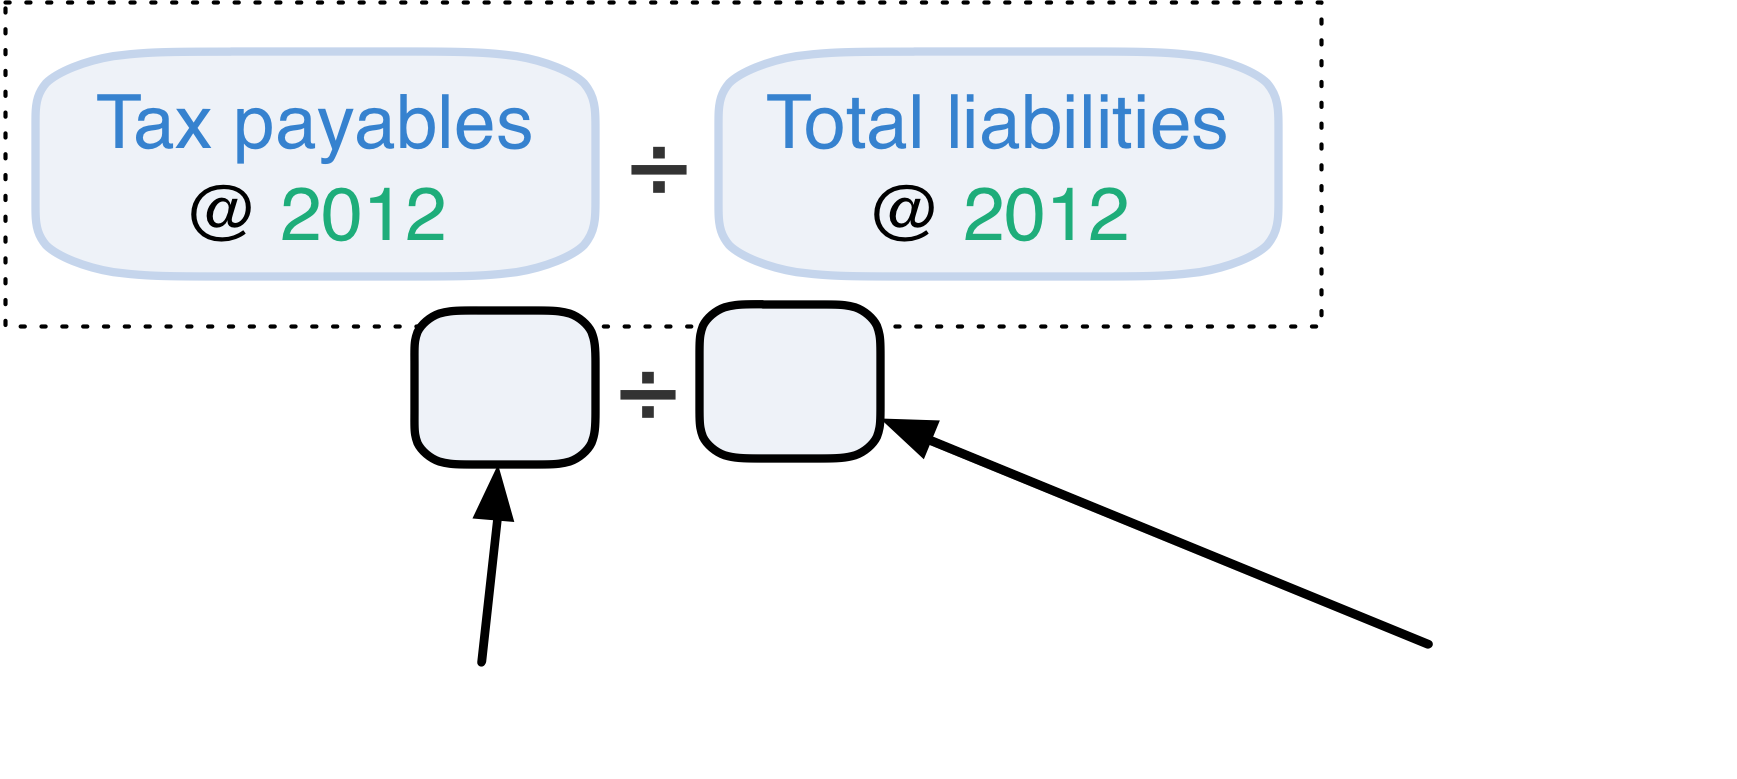 Tax payables ÷ Total liabilities
@ 2012 @ 2012
÷